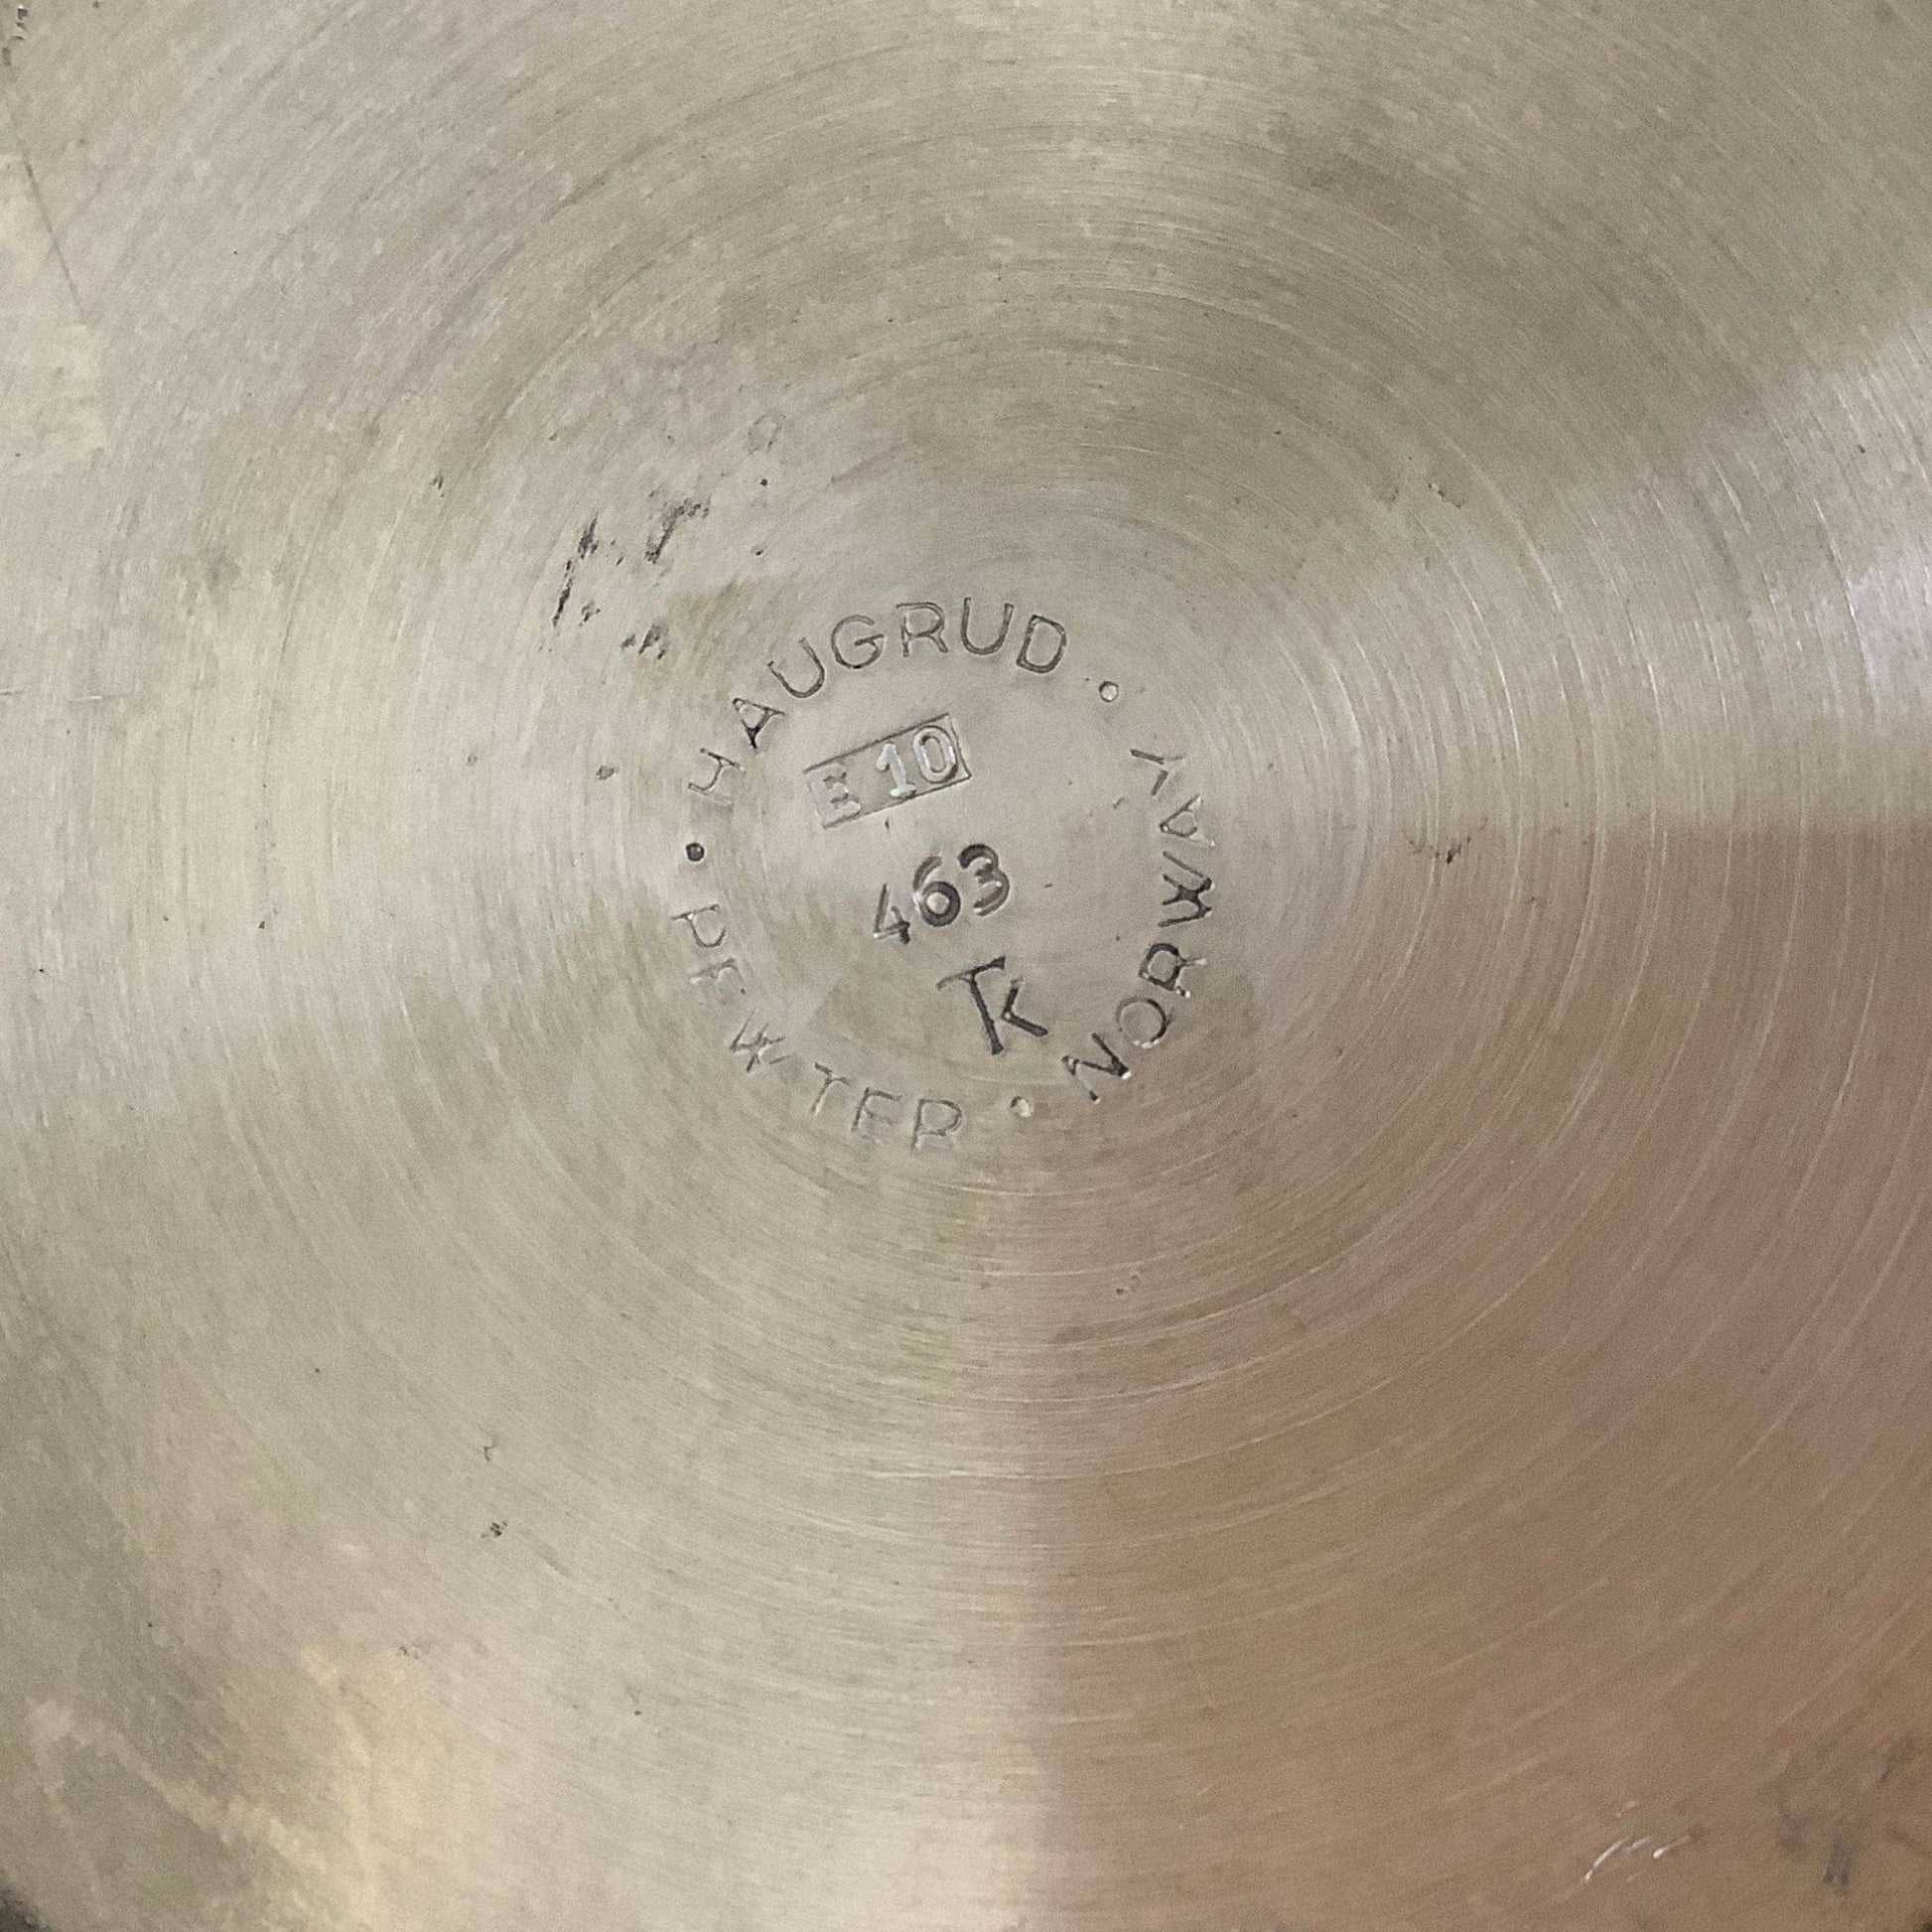 • HAUGRUD • NORWAY • PEWTER
E 10
463
TK